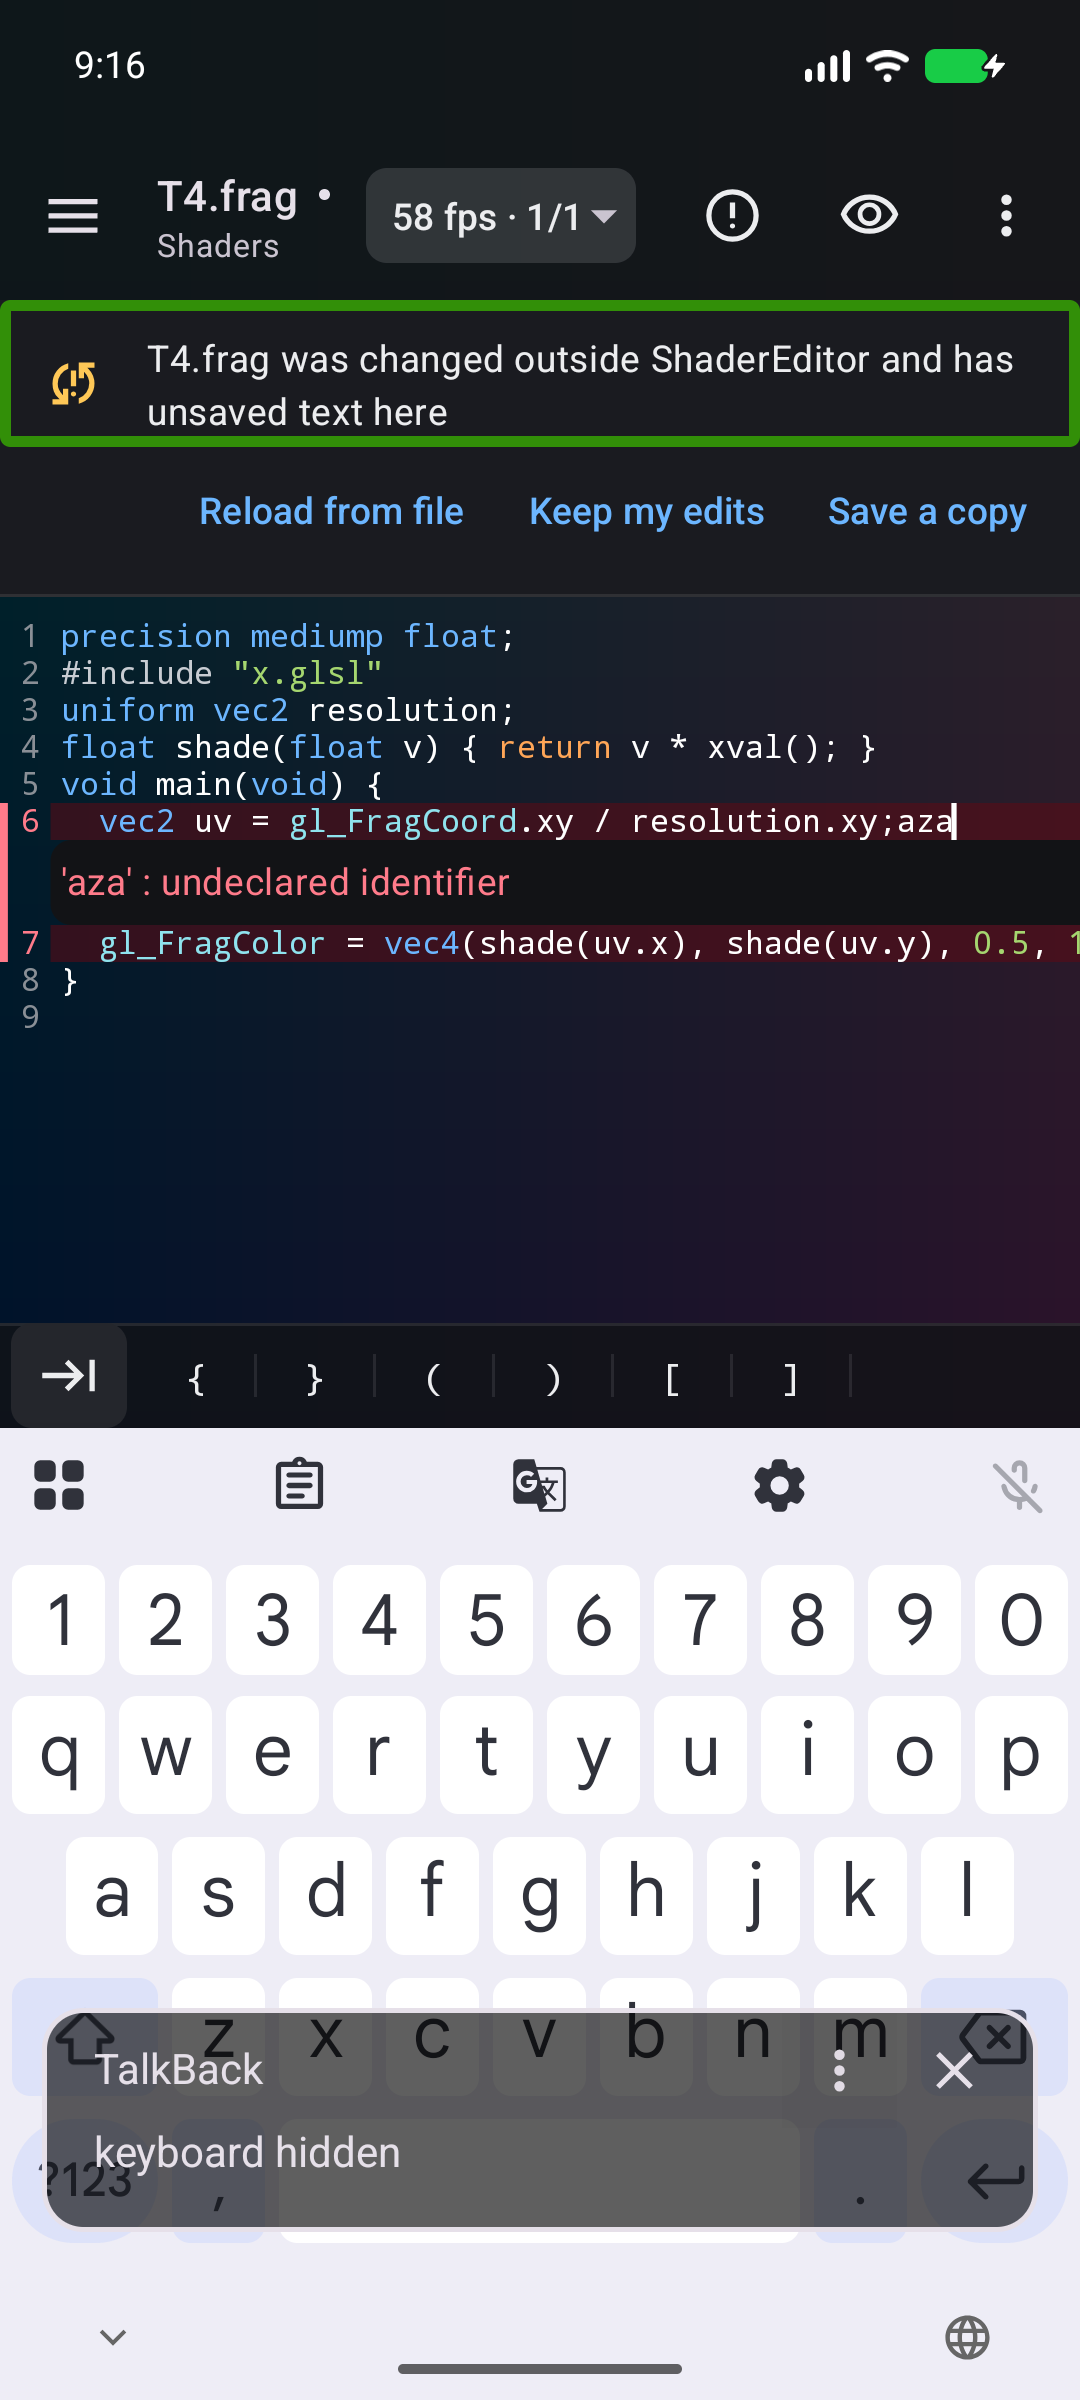 9:16
T4.frag •
Shaders
58 fps · 1/1
T4.frag was changed outside ShaderEditor and has
unsaved text here
Reload from file Keep my edits Save a copy
1 precision mediump float;
2 #include "x.glsl"
3 uniform vec2 resolution;
4 float shade(float v) { return v * xval(); }
5 void main(void) {
6   vec2 uv = gl_FragCoord.xy / resolution.xy;aza
'aza' : undeclared identifier
7   gl_FragColor = vec4(shade(uv.x), shade(uv.y), 0.5, 1
8 }
9
{ } ( ) [ ]
1 2 3 4 5 6 7 8 9 0
q w e r t y u i o p
a s d f g h j k l
z x c v b n m
TalkBack
keyboard hidden
?123 , .